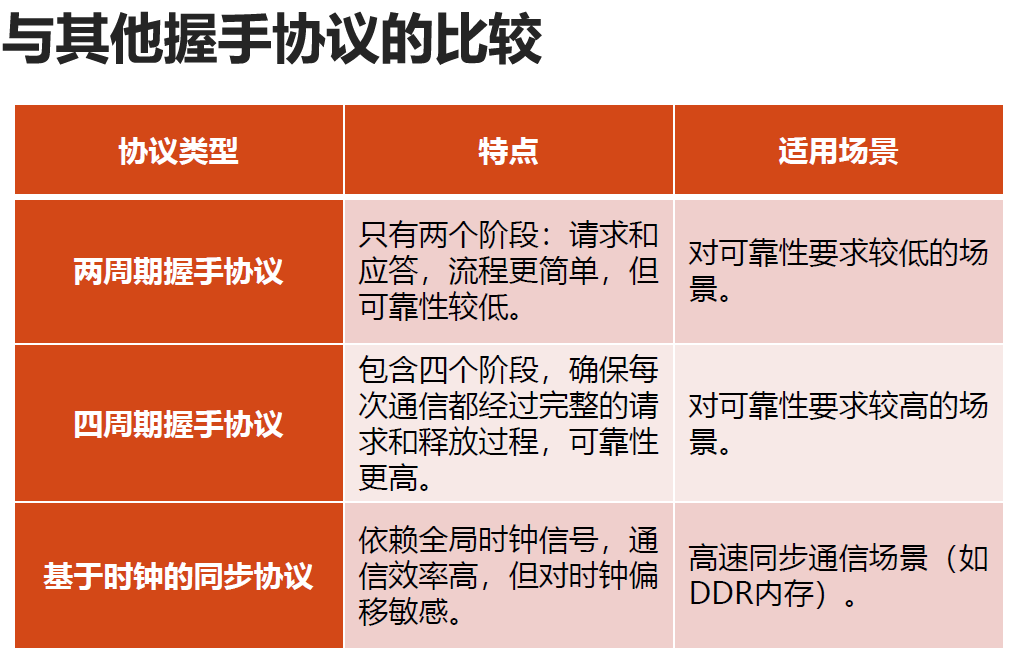 与其他握手协议的比较
协议类型
特点
适用场景
两周期握手协议
只有两个阶段：请求和
应答，流程更简单，但
可靠性较低。
对可靠性要求较低的场
景。
四周期握手协议
包含四个阶段，确保每
次通信都经过完整的请
求和释放过程，可靠性
更高。
对可靠性要求较高的场
景。
基于时钟的同步协议
依赖全局时钟信号，通
信效率高，但对时钟偏
移敏感。
高速同步通信场景（如
DDR内存）。